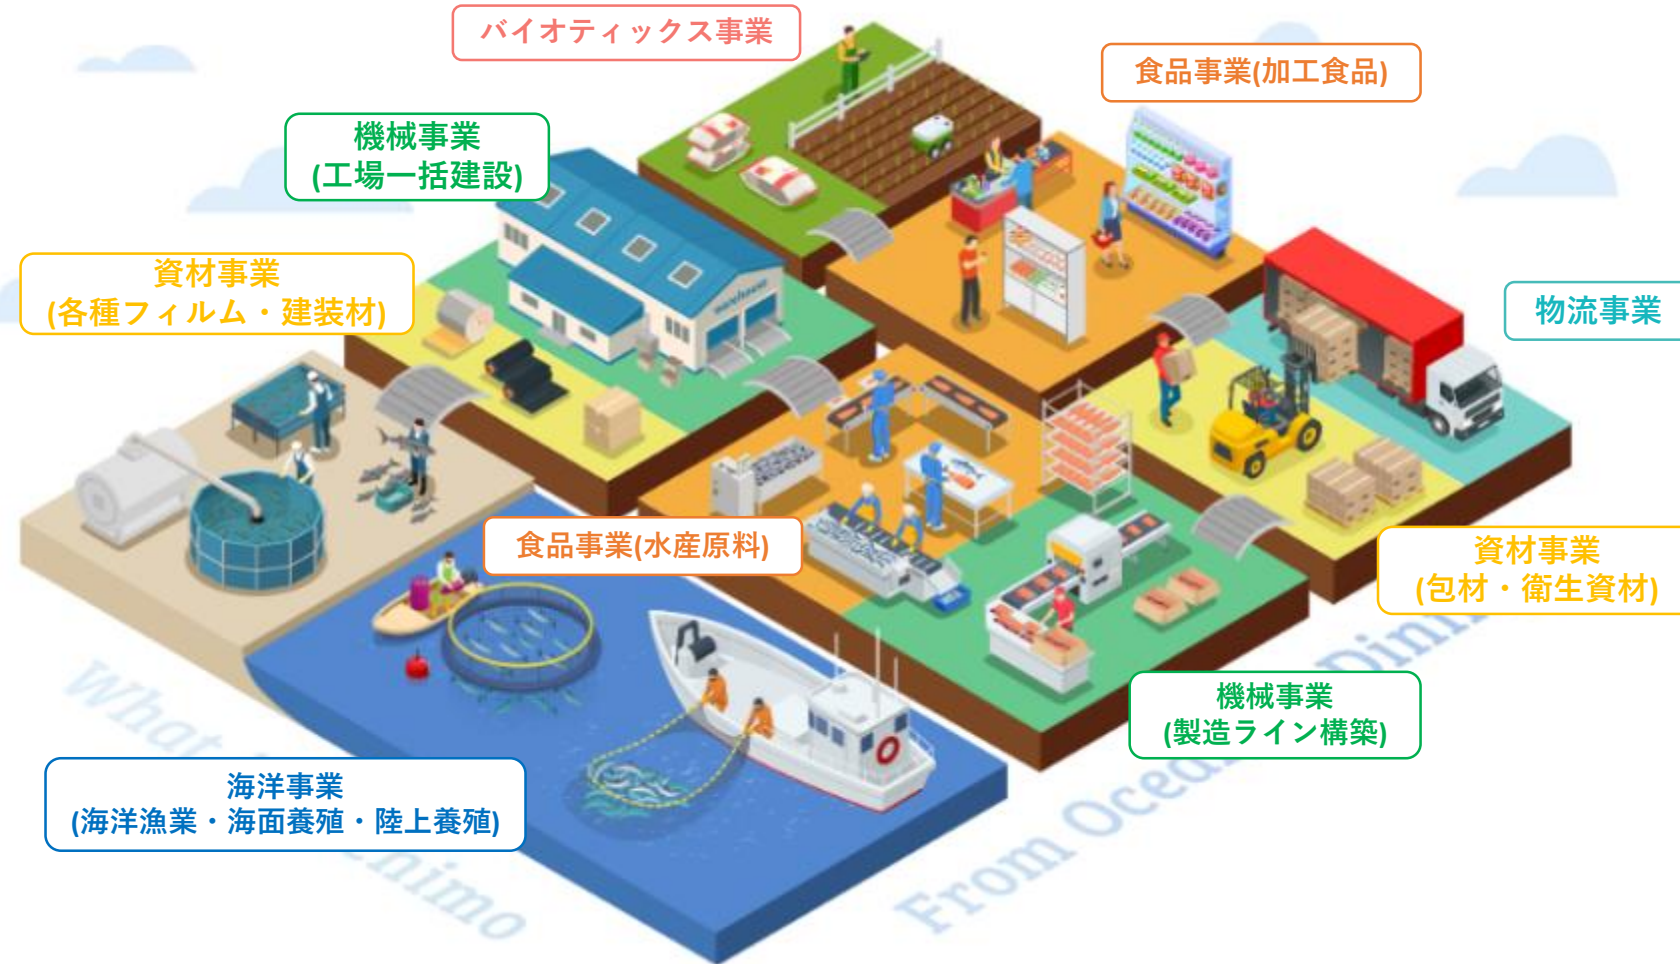 バイオティックス事業
食品事業(加工食品)
機械事業
(工場一括建設)
資材事業
(各種フィルム・建装材)
物流事業
warehouse
食品事業(水産原料)
資材事業
(包材・衛生資材)
機械事業
(製造ライン構築)
海洋事業
(海洋漁業・海面養殖・陸上養殖)
What
From Ocean